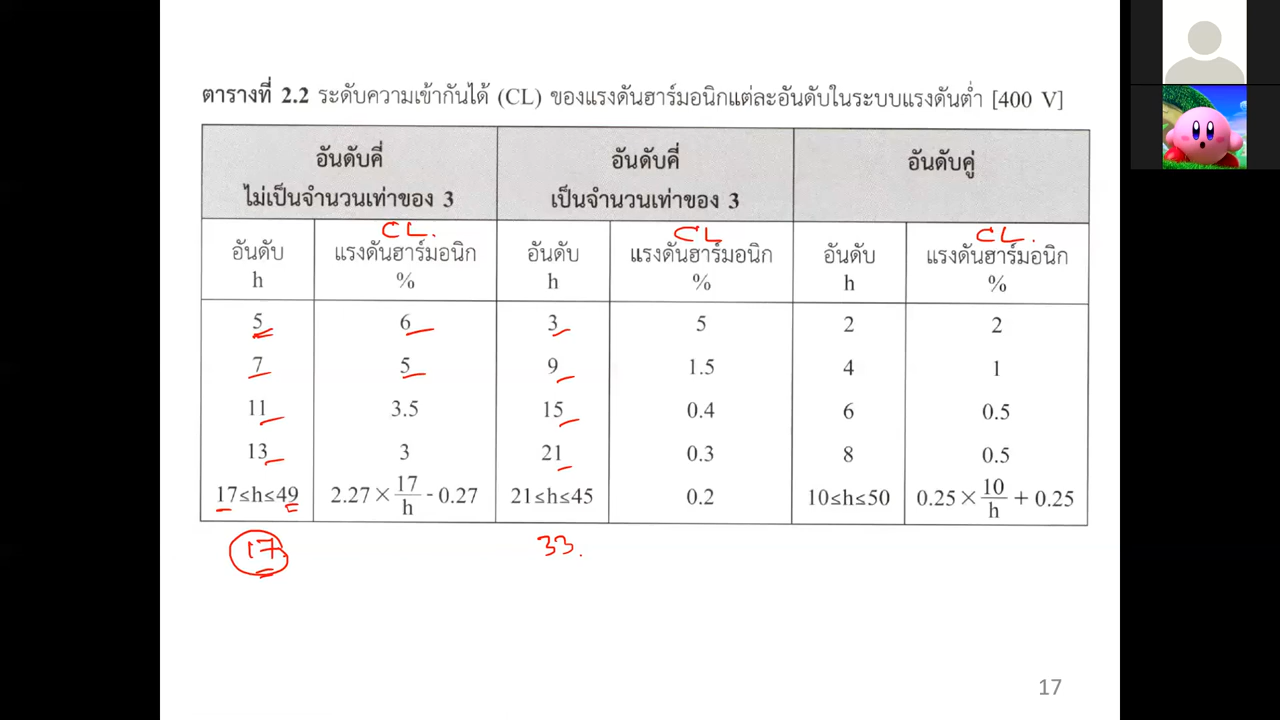 ตารางที่ 2.2 ระดับความเข้ากันได้ (CL) ของแรงดันฮาร์มอนิกแต่ละอันดับในระบบแรงดันต่ำ [400 V]
อันดับคี่ อันดับคี่ อันดับคู่
ไม่เป็นจำนวนเท่าของ 3 เป็นจำนวนเท่าของ 3
CL. CL CL.
อันดับ แรงดันฮาร์มอนิก อันดับ แรงดันฮาร์มอนิก อันดับ แรงดันฮาร์มอนิก
h % h % h %
5 6 3 5 2 2
7 5 9 1.5 4 1
11 3.5 15 0.4 6 0.5
13 3 21 0.3 8 0.5
17≤h≤49 2.27 × 17/h - 0.27 21≤h≤45 0.2 10≤h≤50 0.25 × 10/h + 0.25
17. 33.
17